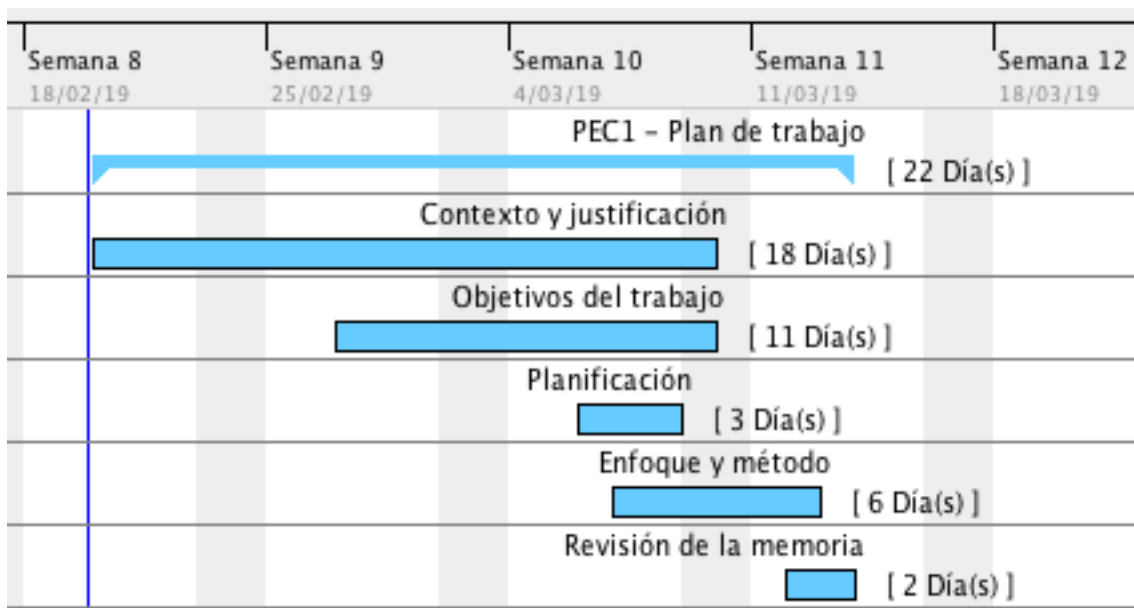 Semana 8 Semana 9 Semana 10 Semana 11 Semana 12
18/02/19 25/02/19 4/03/19 11/03/19 18/03/19
PEC1 – Plan de trabajo
[ 22 Día(s) ]
Contexto y justificación
[ 18 Día(s) ]
Objetivos del trabajo
[ 11 Día(s) ]
Planificación
[ 3 Día(s) ]
Enfoque y método
[ 6 Día(s) ]
Revisión de la memoria
[ 2 Día(s) ]